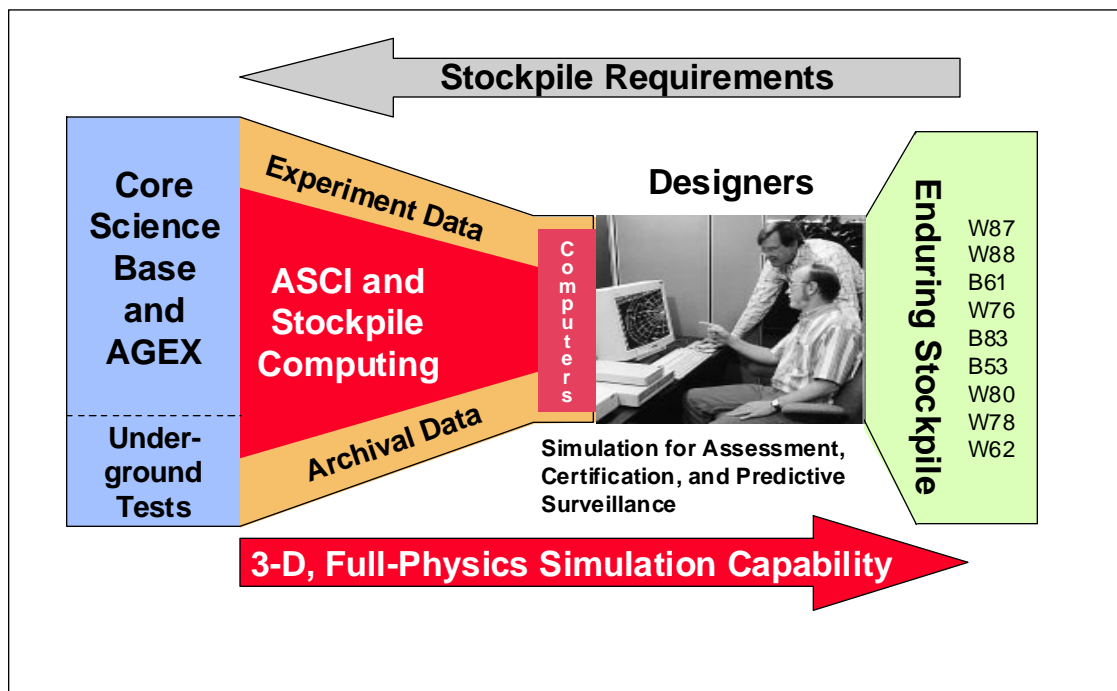 Stockpile Requirements
Core
Science
Base
and
AGEX
Under-
ground
Tests
Experiment Data
ASCI and
Stockpile
Computing
Archival Data
Computers
Designers
Simulation for Assessment,
Certification, and Predictive
Surveillance
Enduring Stockpile
W87
W88
B61
W76
B83
B53
W80
W78
W62
3-D, Full-Physics Simulation Capability